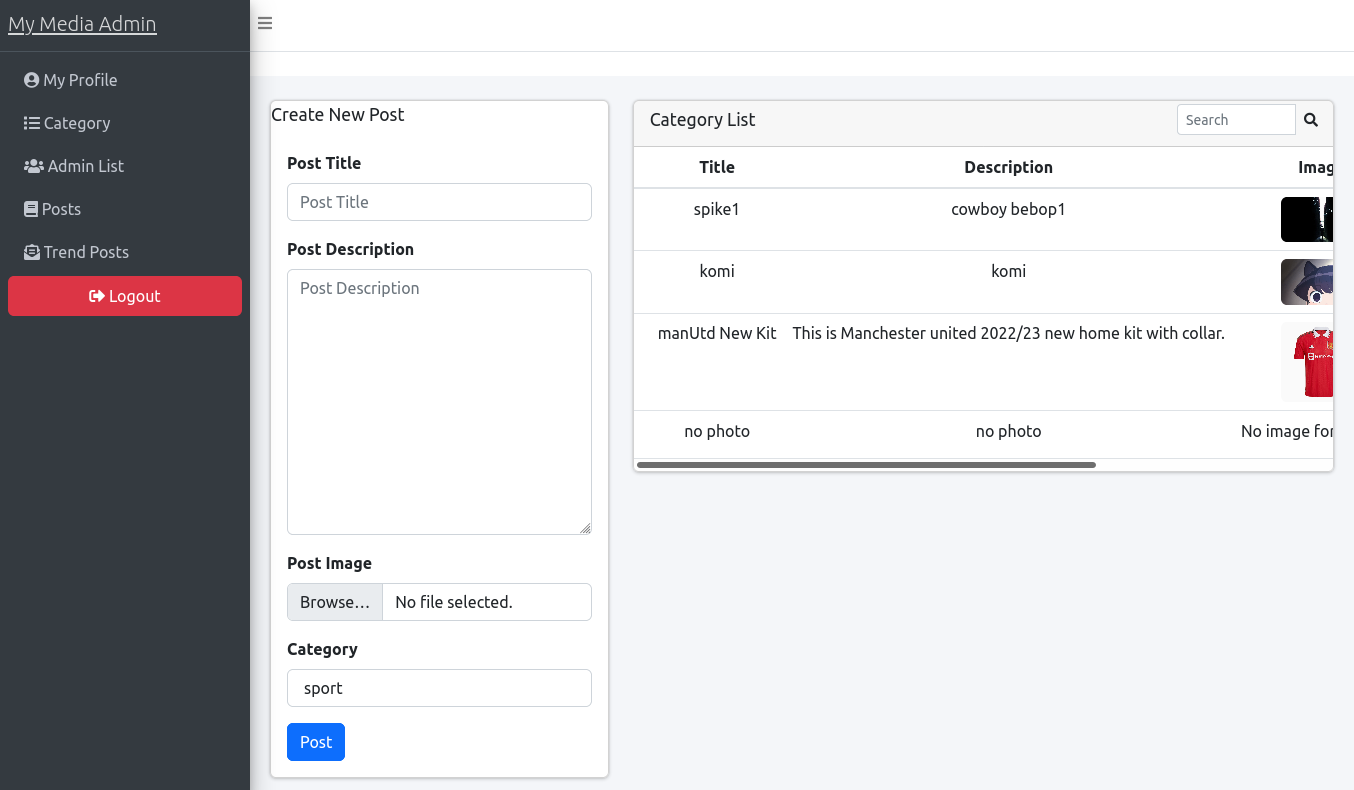 My Media Admin
My Profile
Category
Admin List
Posts
Trend Posts
Logout
Create New Post
Post Title
Post Title
Post Description
Post Description
Post Image
Browse… No file selected.
Category
sport
Post
Category List
Search
Title Description Imag
spike1 cowboy bebop1
komi komi
manUtd New Kit This is Manchester united 2022/23 new home kit with collar.
no photo no photo No image for